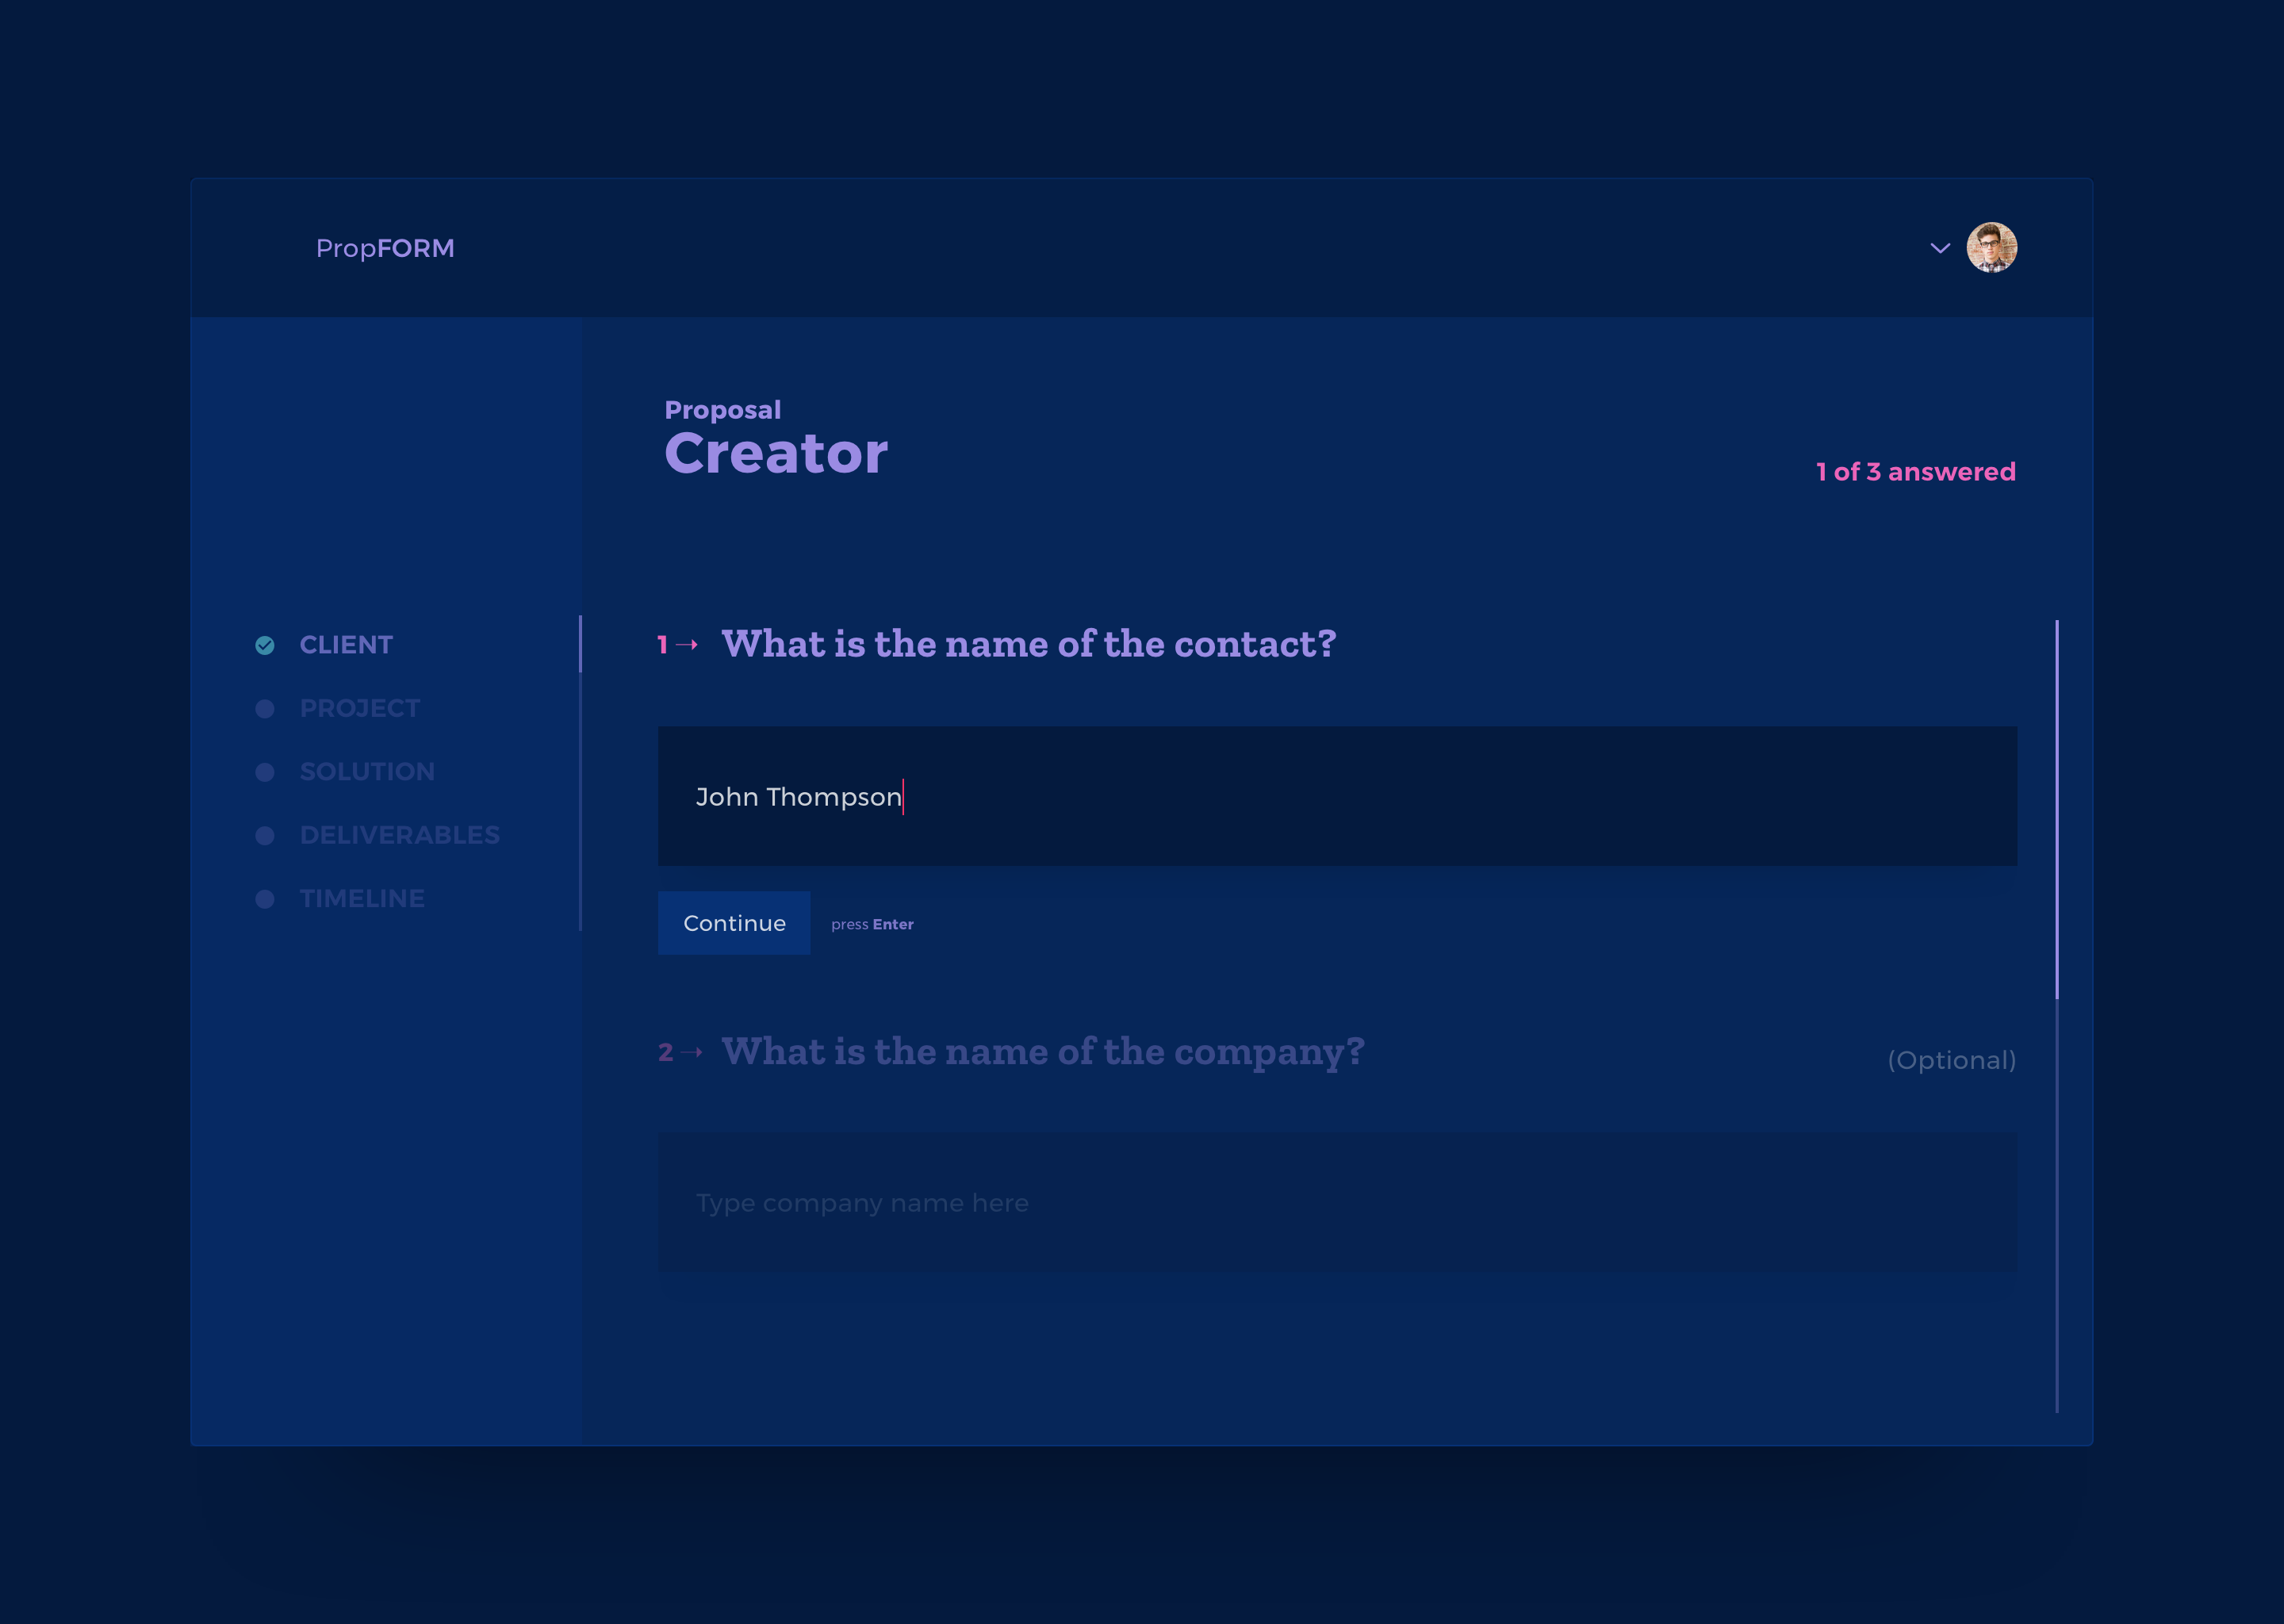 PropFORM
Proposal
Creator
1 of 3 answered
CLIENT
PROJECT
SOLUTION
DELIVERABLES
TIMELINE
1 → What is the name of the contact?
John Thompson
Continue press Enter
2 → What is the name of the company? (Optional)
Type company name here